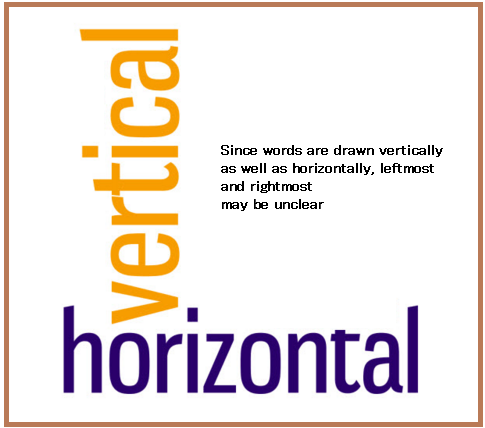 vertical
Since words are drawn vertically
as well as horizontally, leftmost
and rightmost
may be unclear
horizontal